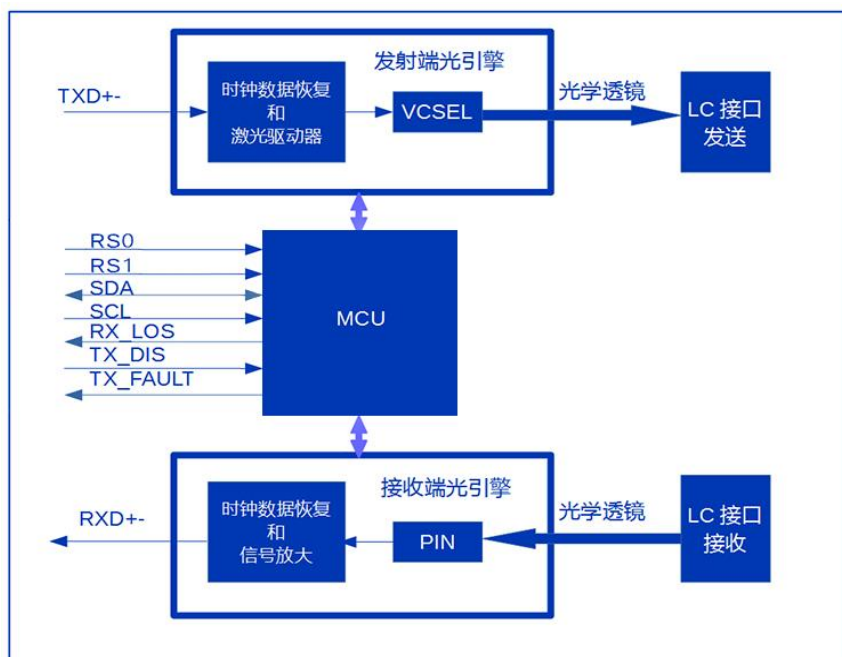 发射端光引擎
TXD+-
时钟数据恢复
和
激光驱动器
VCSEL
光学透镜
LC 接口
发送
RS0
RS1
SDA
SCL
RX_LOS
TX_DIS
TX_FAULT
MCU
接收端光引擎
RXD+-
时钟数据恢复
和
信号放大
PIN
光学透镜
LC 接口
接收